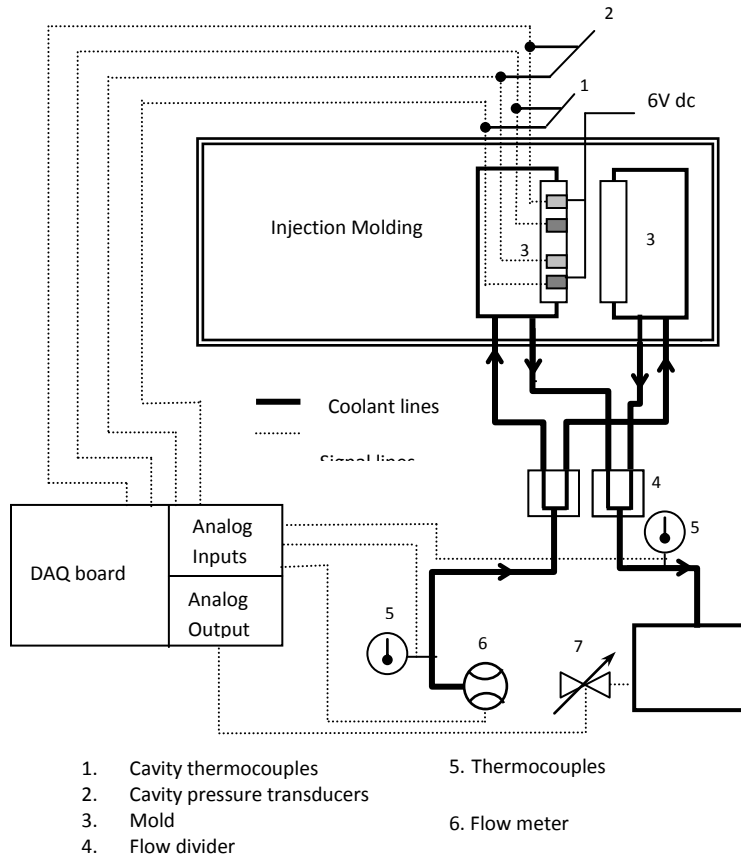 2
1
6V dc
Injection Molding
3
3
Coolant lines
Signal lines
4
5
Analog
Inputs
DAQ board
Analog
Output
5
6
7
1. Cavity thermocouples
2. Cavity pressure transducers
3. Mold
4. Flow divider
5. Thermocouples
6. Flow meter